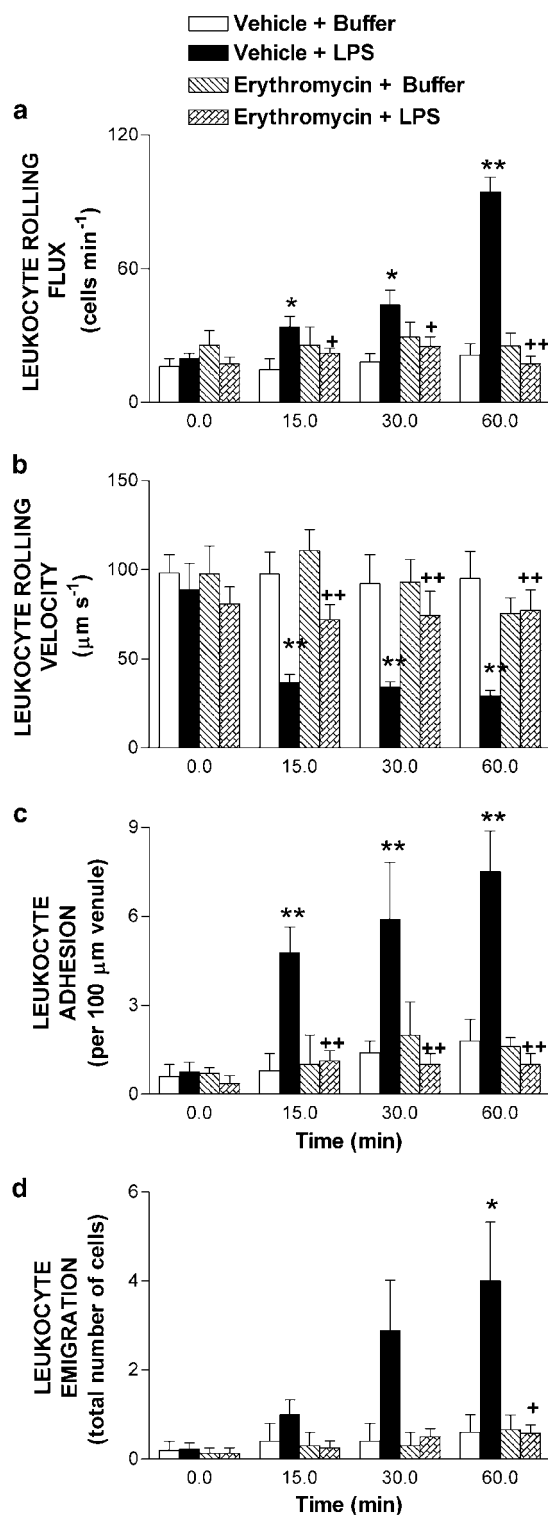 Vehicle + Buffer
Vehicle + LPS
Erythromycin + Buffer
Erythromycin + LPS
a
LEUKOCYTE ROLLING
FLUX
(cells min⁻¹)
120
60
0
*
+
*
+
**
++
0.0 15.0 30.0 60.0
b
LEUKOCYTE ROLLING
VELOCITY
(μm s⁻¹)
150
100
50
0
**
++
**
++
**
++
0.0 15.0 30.0 60.0
c
LEUKOCYTE
ADHESION
(per 100 μm venule)
9
6
3
0
**
++
**
++
**
++
0.0 15.0 30.0 60.0
Time (min)
d
LEUKOCYTE
EMIGRATION
(total number of cells)
6
4
2
0
*
+
0.0 15.0 30.0 60.0
Time (min)